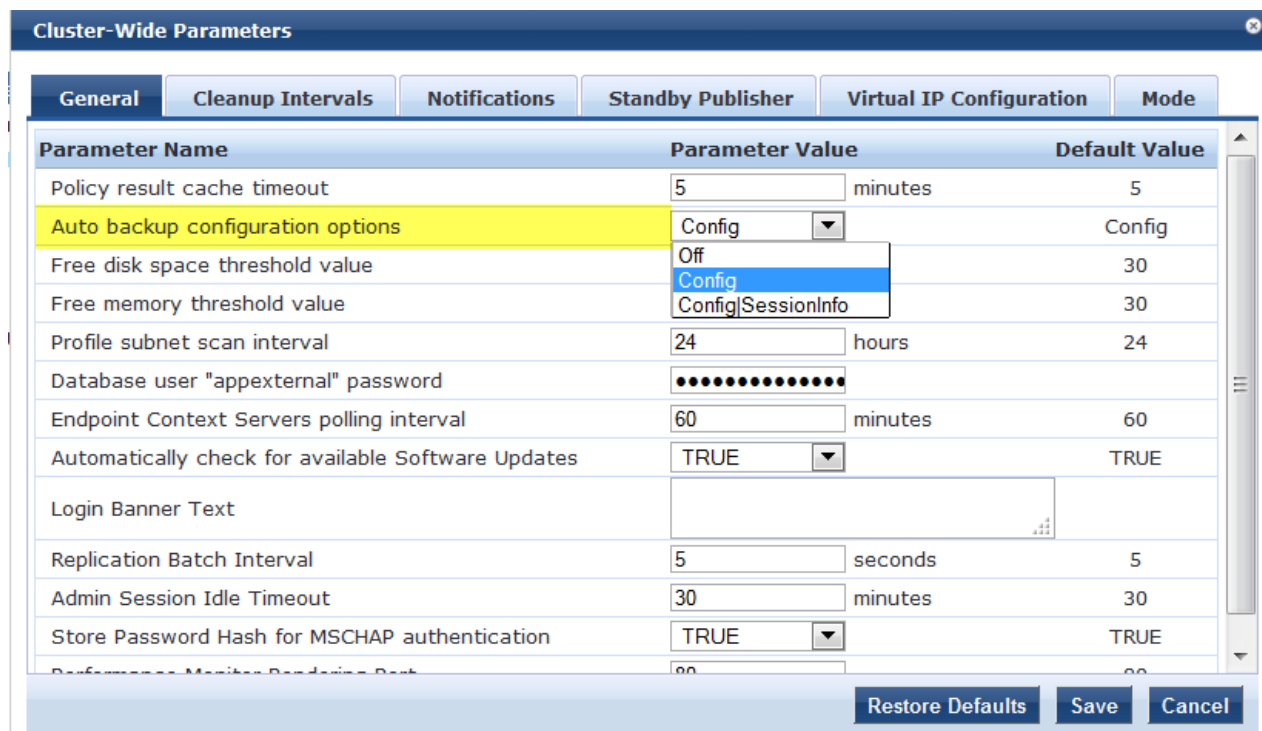 Cluster-Wide Parameters
General Cleanup Intervals Notifications Standby Publisher Virtual IP Configuration Mode
Parameter Name Parameter Value Default Value
Policy result cache timeout 5 minutes 5
Auto backup configuration options Config Config
Off
Free disk space threshold value 30
Config
Free memory threshold value Config|SessionInfo 30
Profile subnet scan interval 24 hours 24
Database user "appexternal" password ••••••••••••••
Endpoint Context Servers polling interval 60 minutes 60
Automatically check for available Software Updates TRUE TRUE
Login Banner Text
Replication Batch Interval 5 seconds 5
Admin Session Idle Timeout 30 minutes 30
Store Password Hash for MSCHAP authentication TRUE TRUE
Restore Defaults Save Cancel